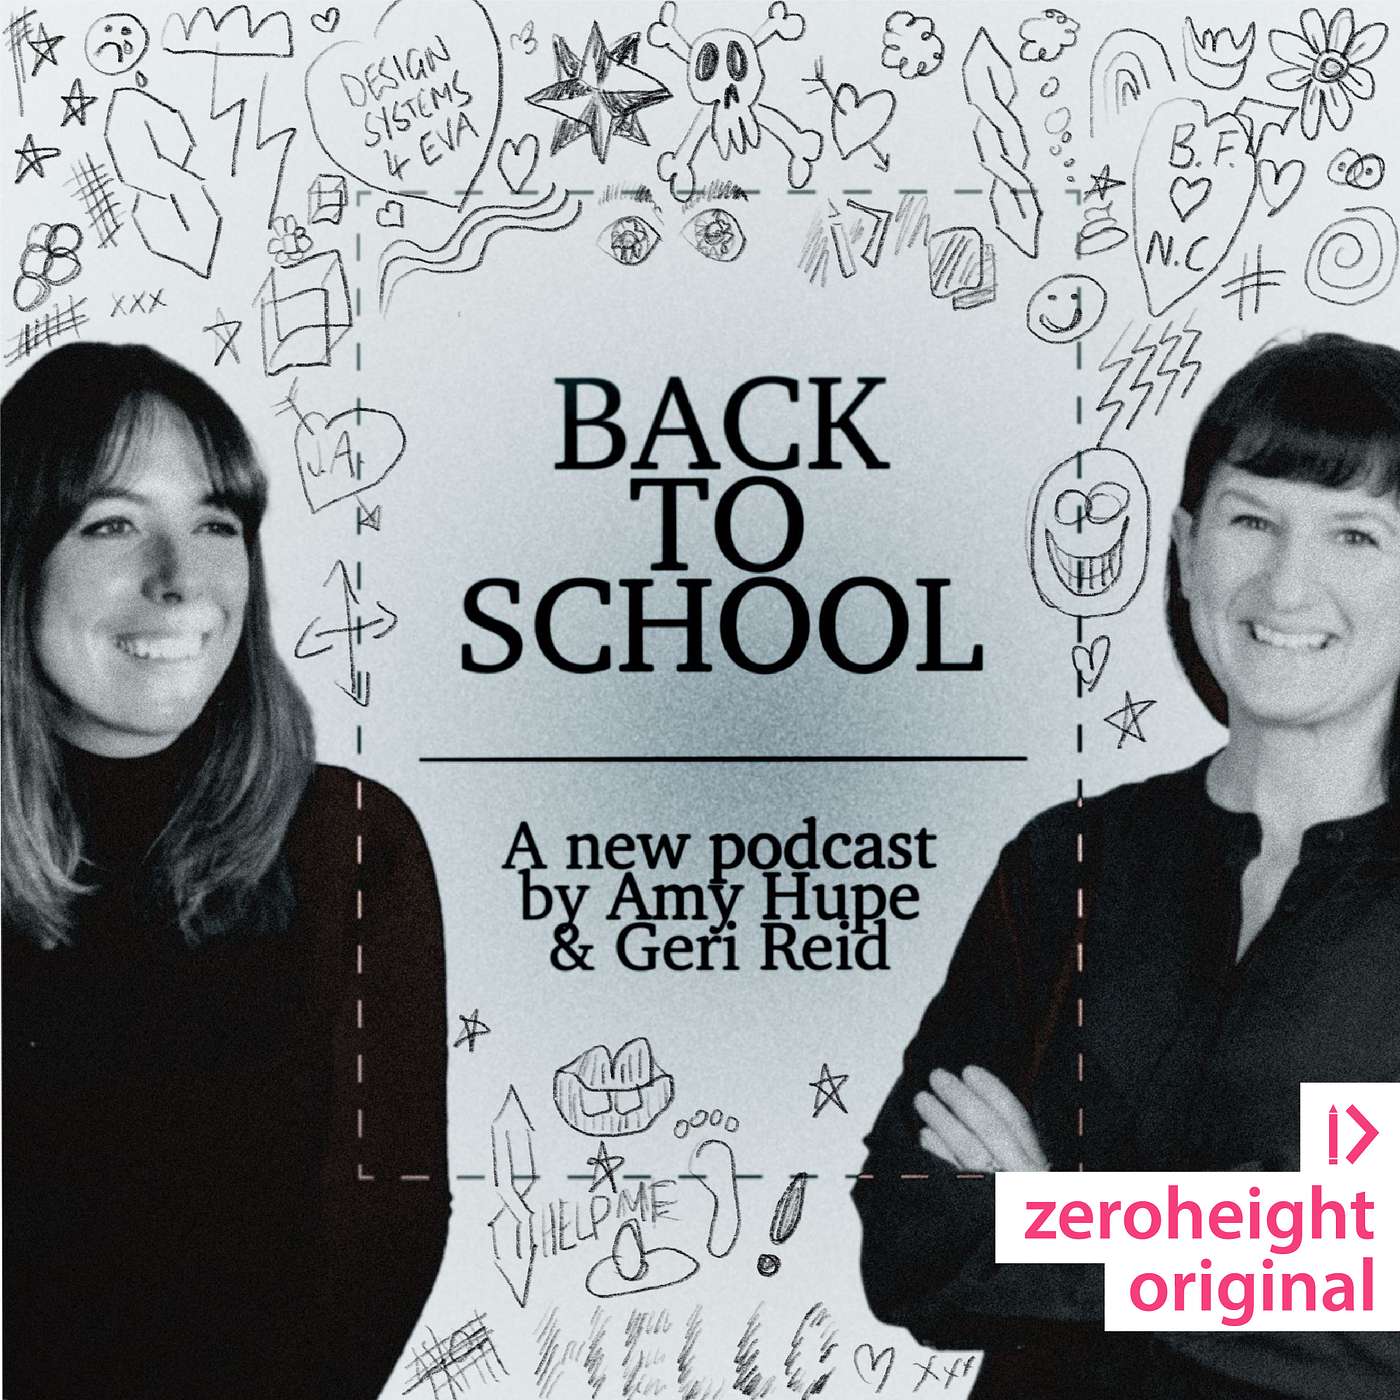 DESIGN
SYSTEMS
4 EVA
B.F.
N.C
XXX
J.A.
BACK
TO
SCHOOL
A new podcast
by Amy Hupe
& Geri Reid
HELP ME
zeroheight
original
XXX